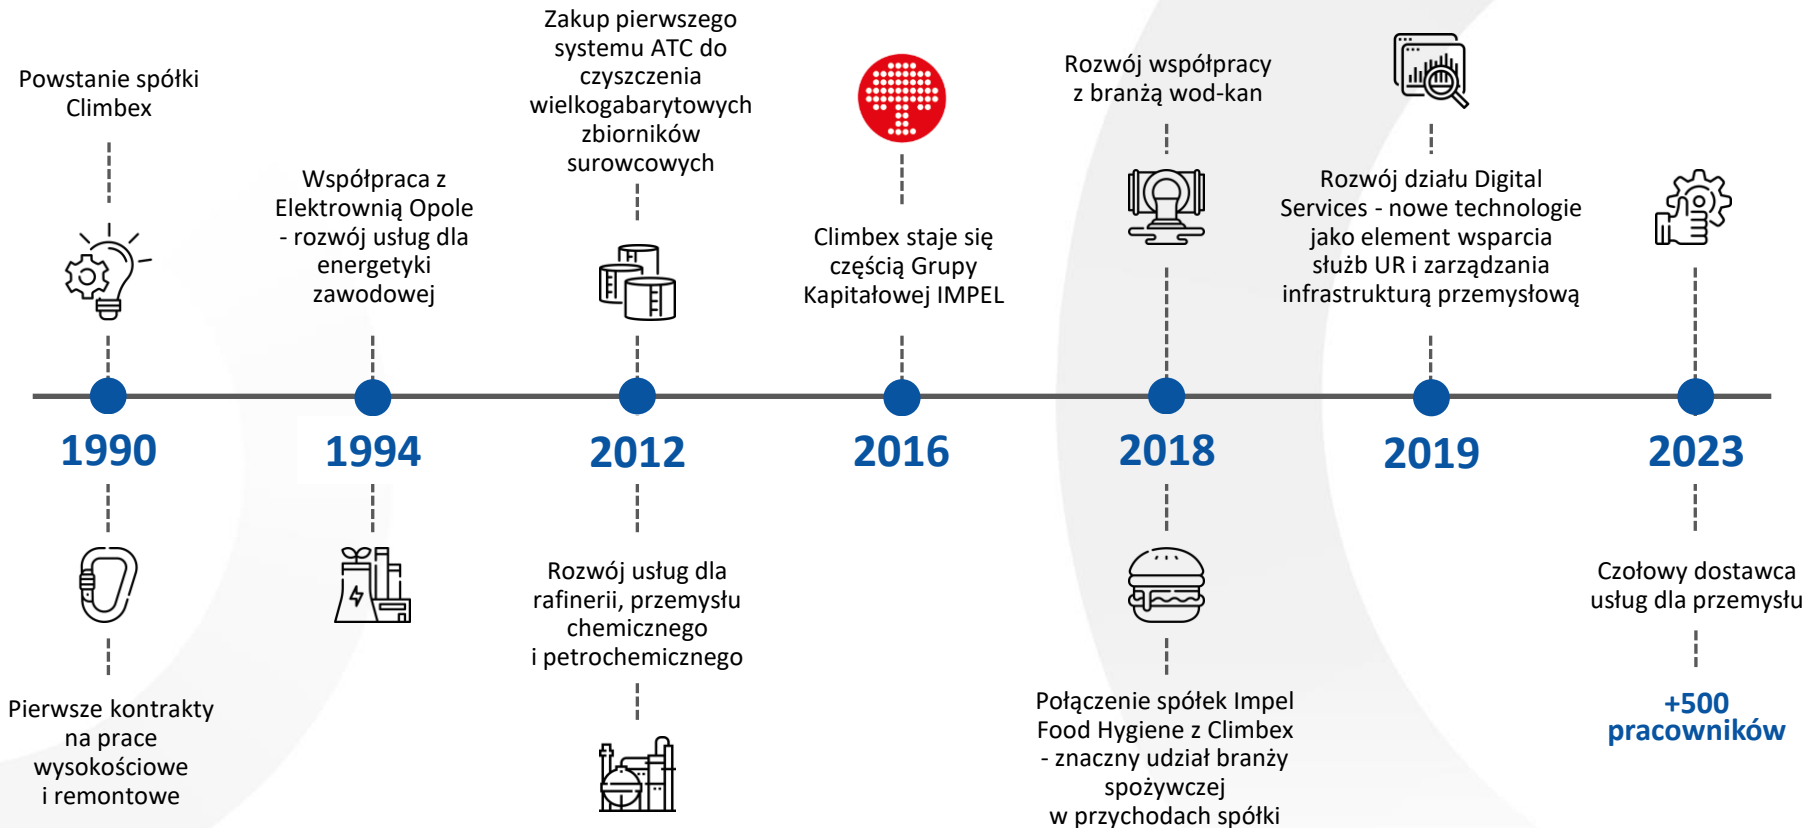 Powstanie spółki
Climbex
1990
Pierwsze kontrakty
na prace
wysokościowe
i remontowe
Współpraca z
Elektrownią Opole
- rozwój usług dla
energetyki
zawodowej
1994
Zakup pierwszego
systemu ATC do
czyszczenia
wielkogabarytowych
zbiorników
surowcowych
2012
Rozwój usług dla
rafinerii, przemysłu
chemicznego
i petrochemicznego
Climbex staje się
częścią Grupy
Kapitałowej IMPEL
2016
Rozwój współpracy
z branżą wod-kan
2018
Połączenie spółek Impel
Food Hygiene z Climbex
- znaczny udział branży
spożywczej
w przychodach spółki
Rozwój działu Digital
Services - nowe technologie
jako element wsparcia
służb UR i zarządzania
infrastrukturą przemysłową
2019
2023
Czołowy dostawca
usług dla przemysłu
+500
pracowników